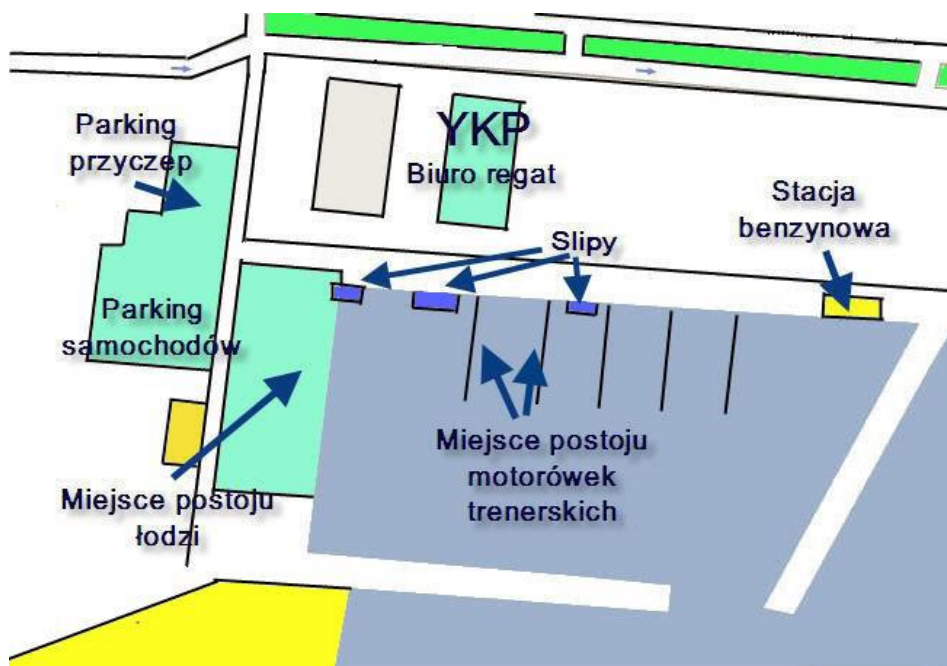 Parking
przyczep
YKP
Biuro regat
Slipy
Stacja
benzynowa
Parking
samochodów
Miejsce postoju
łodzi
Miejsce postoju
motorówek
trenerskich